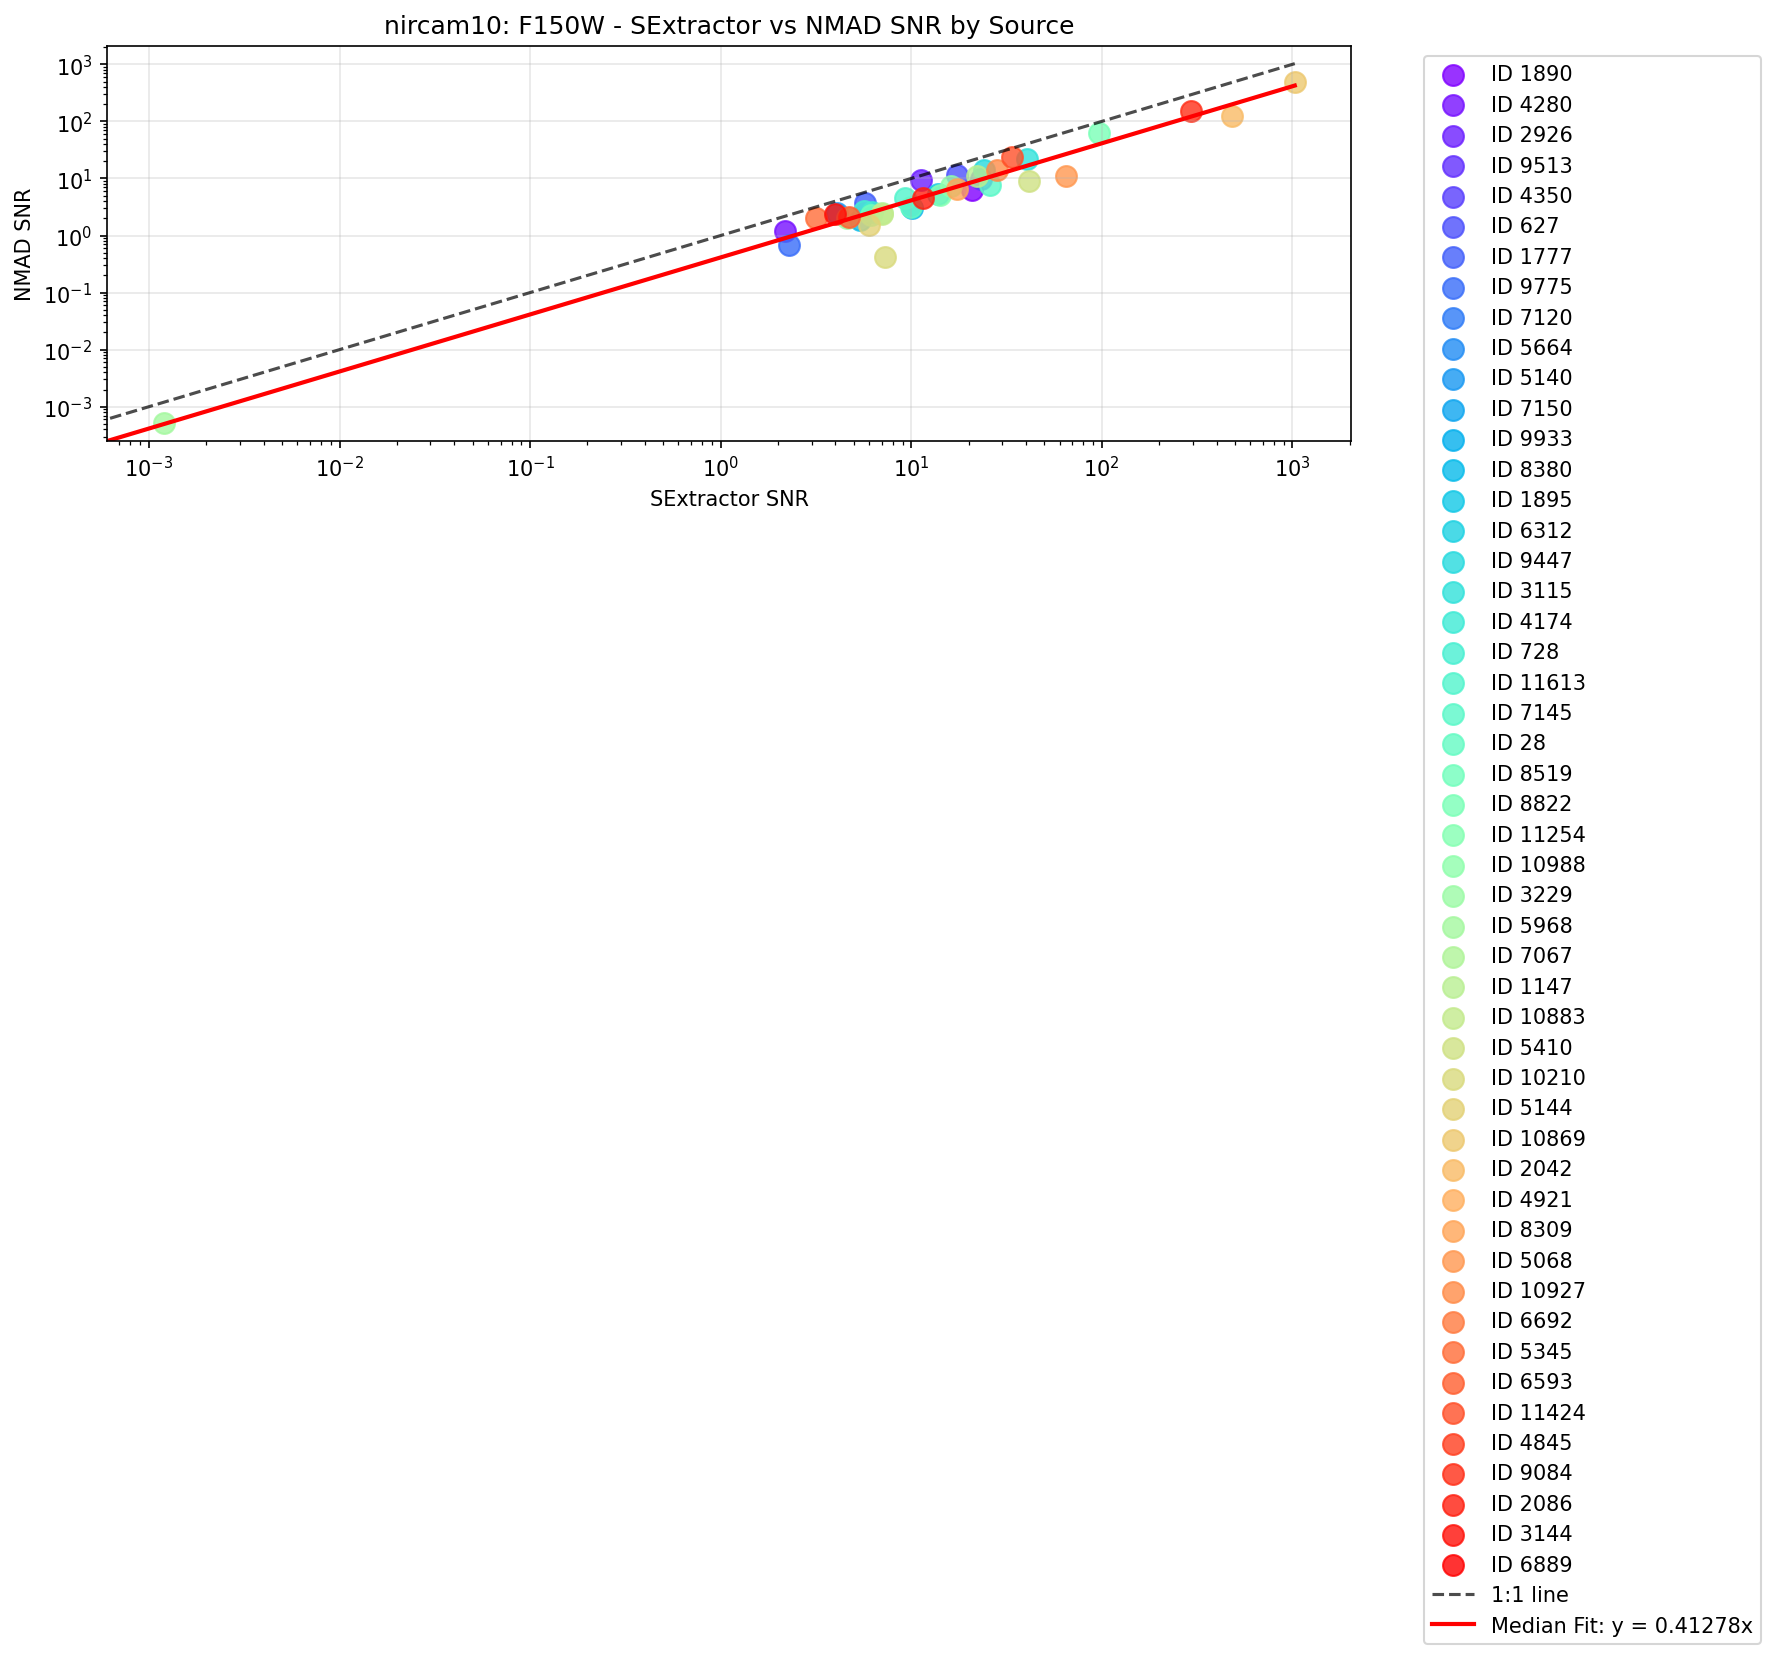 nircam10: F150W - SExtractor vs NMAD SNR by Source
NMAD SNR
10³
10²
10¹
10⁰
10⁻¹
10⁻²
10⁻³
10⁻³ 10⁻² 10⁻¹ 10⁰ 10¹ 10² 10³
SExtractor SNR
ID 1890
ID 4280
ID 2926
ID 9513
ID 4350
ID 627
ID 1777
ID 9775
ID 7120
ID 5664
ID 5140
ID 7150
ID 9933
ID 8380
ID 1895
ID 6312
ID 9447
ID 3115
ID 4174
ID 728
ID 11613
ID 7145
ID 28
ID 8519
ID 8822
ID 11254
ID 10988
ID 3229
ID 5968
ID 7067
ID 1147
ID 10883
ID 5410
ID 10210
ID 5144
ID 10869
ID 2042
ID 4921
ID 8309
ID 5068
ID 10927
ID 6692
ID 5345
ID 6593
ID 11424
ID 4845
ID 9084
ID 2086
ID 3144
ID 6889
1:1 line
Median Fit: y = 0.41278x